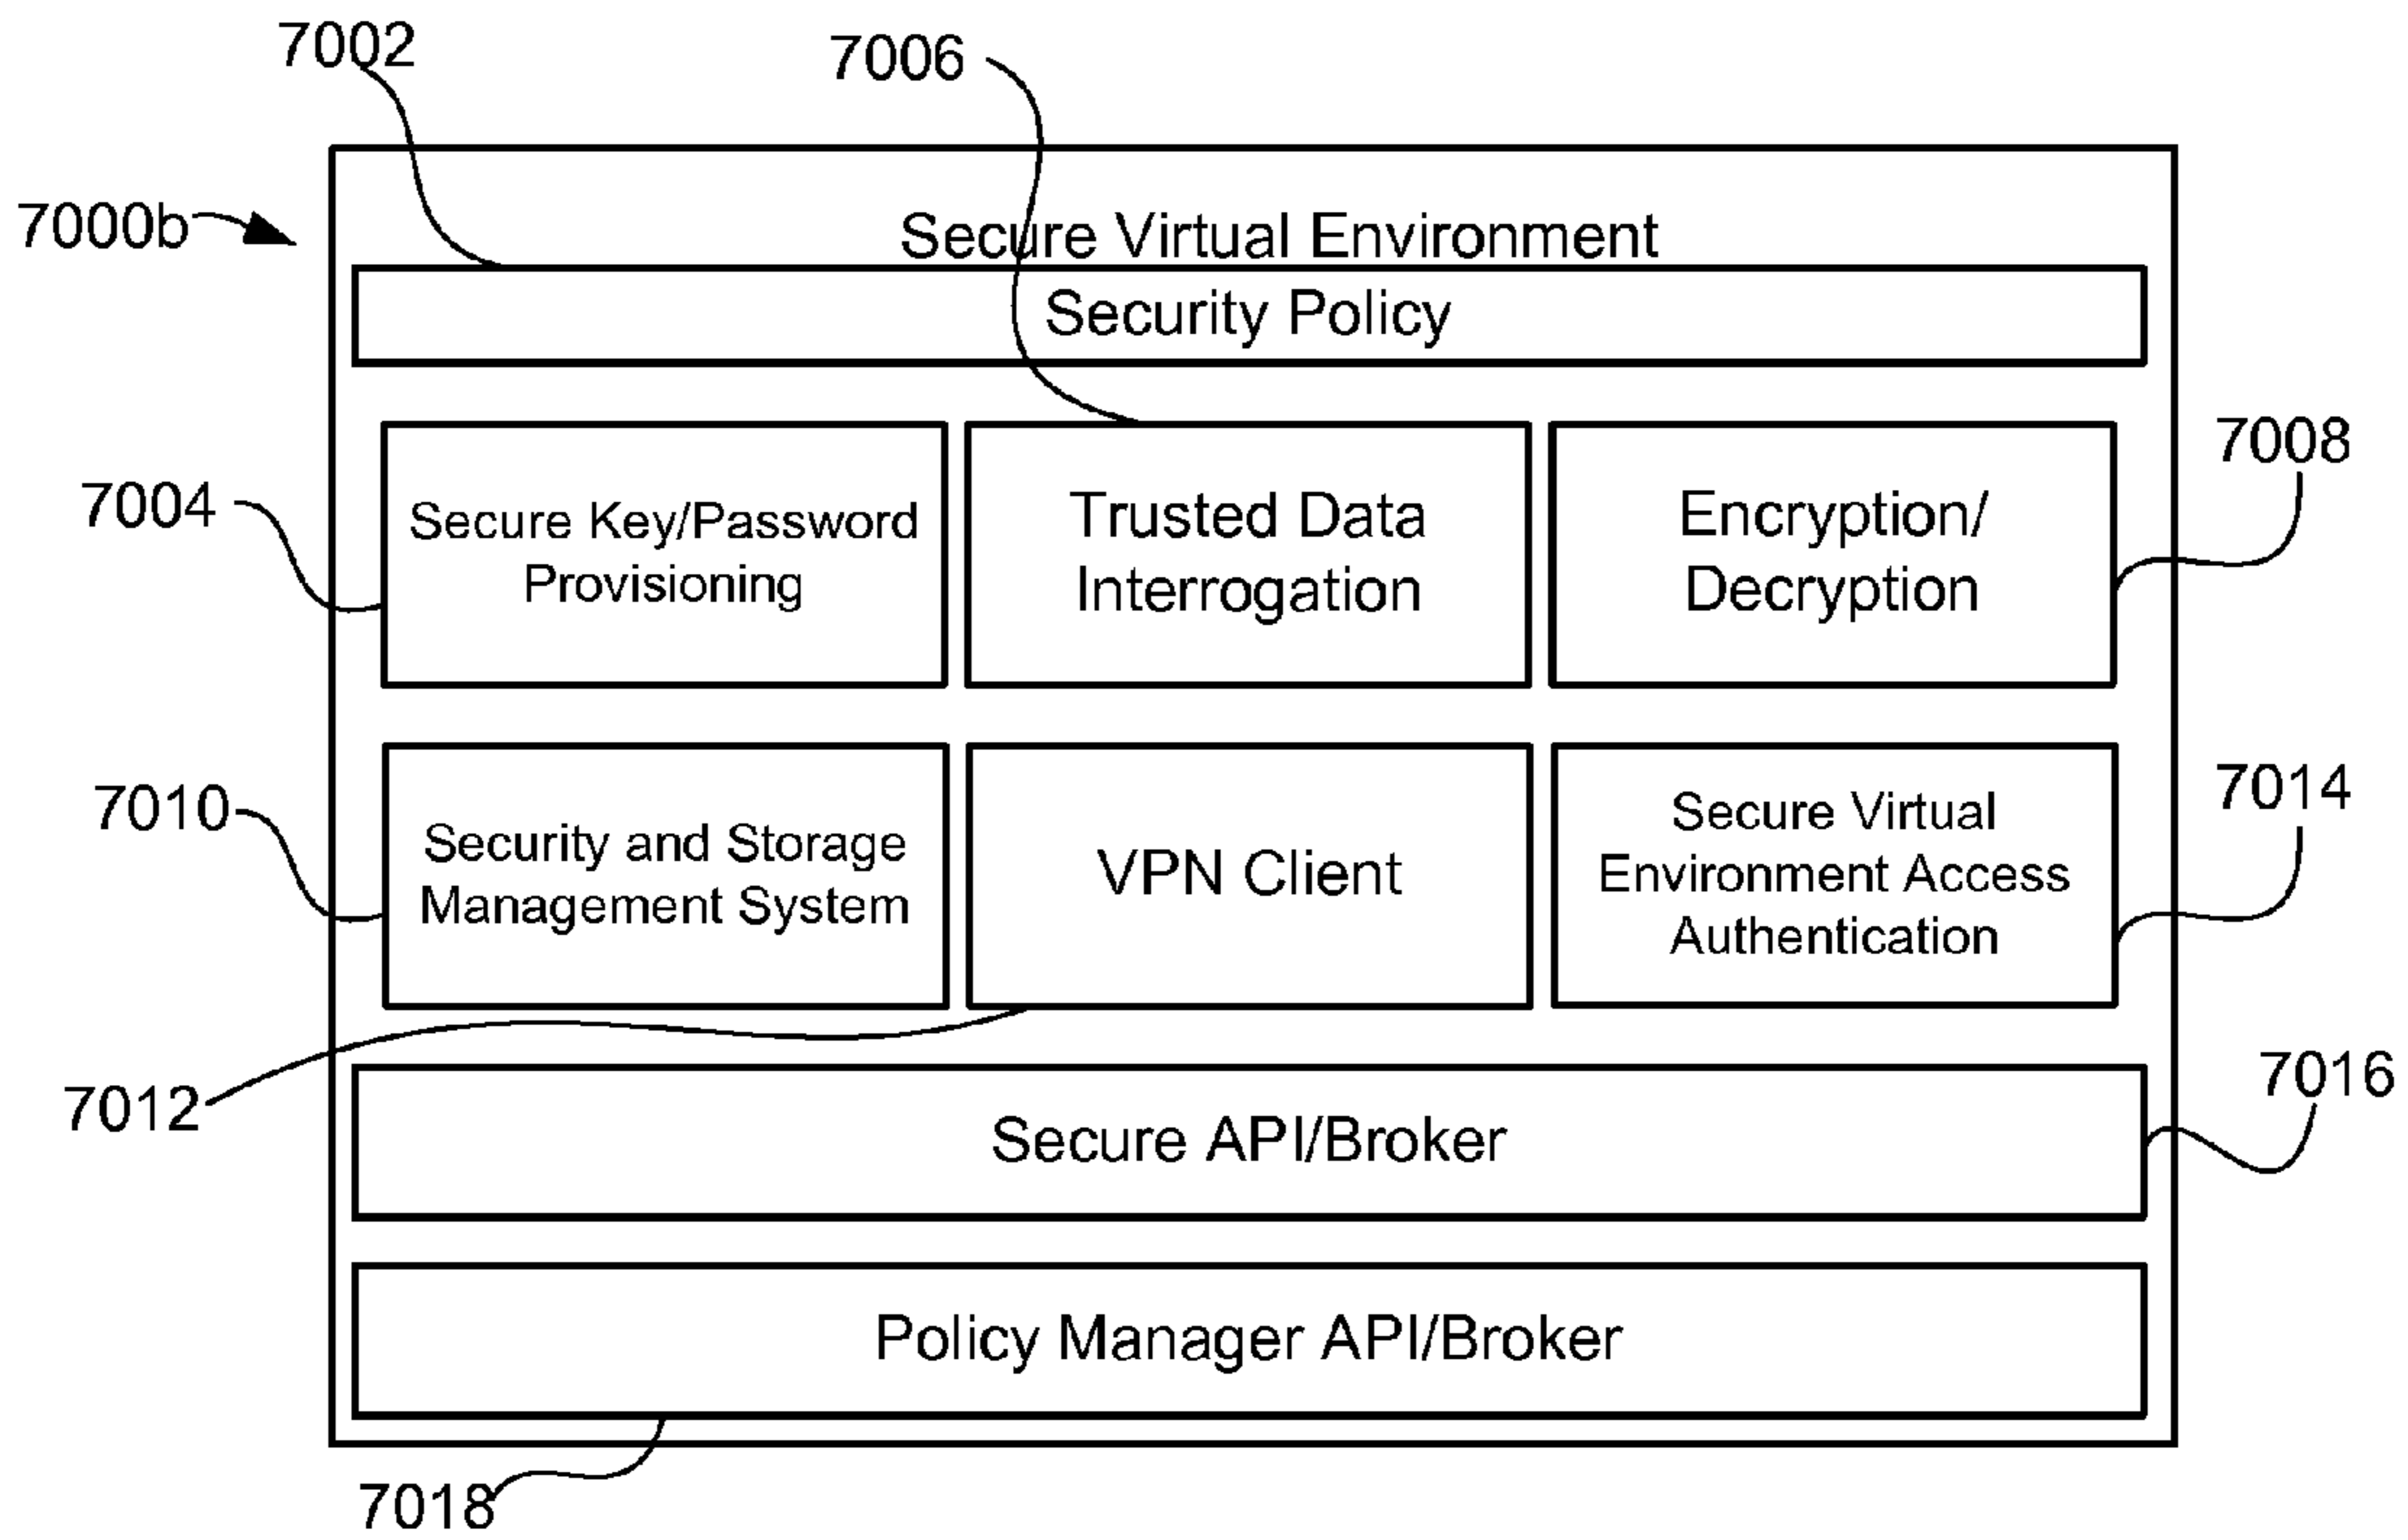 7002
7006
7000b
Secure Virtual Environment
Security Policy
7004
Secure Key/Password
Provisioning
Trusted Data
Interrogation
Encryption/
Decryption
7008
7010
Security and Storage
Management System
VPN Client
Secure Virtual
Environment Access
Authentication
7014
7012
Secure API/Broker
7016
Policy Manager API/Broker
7018